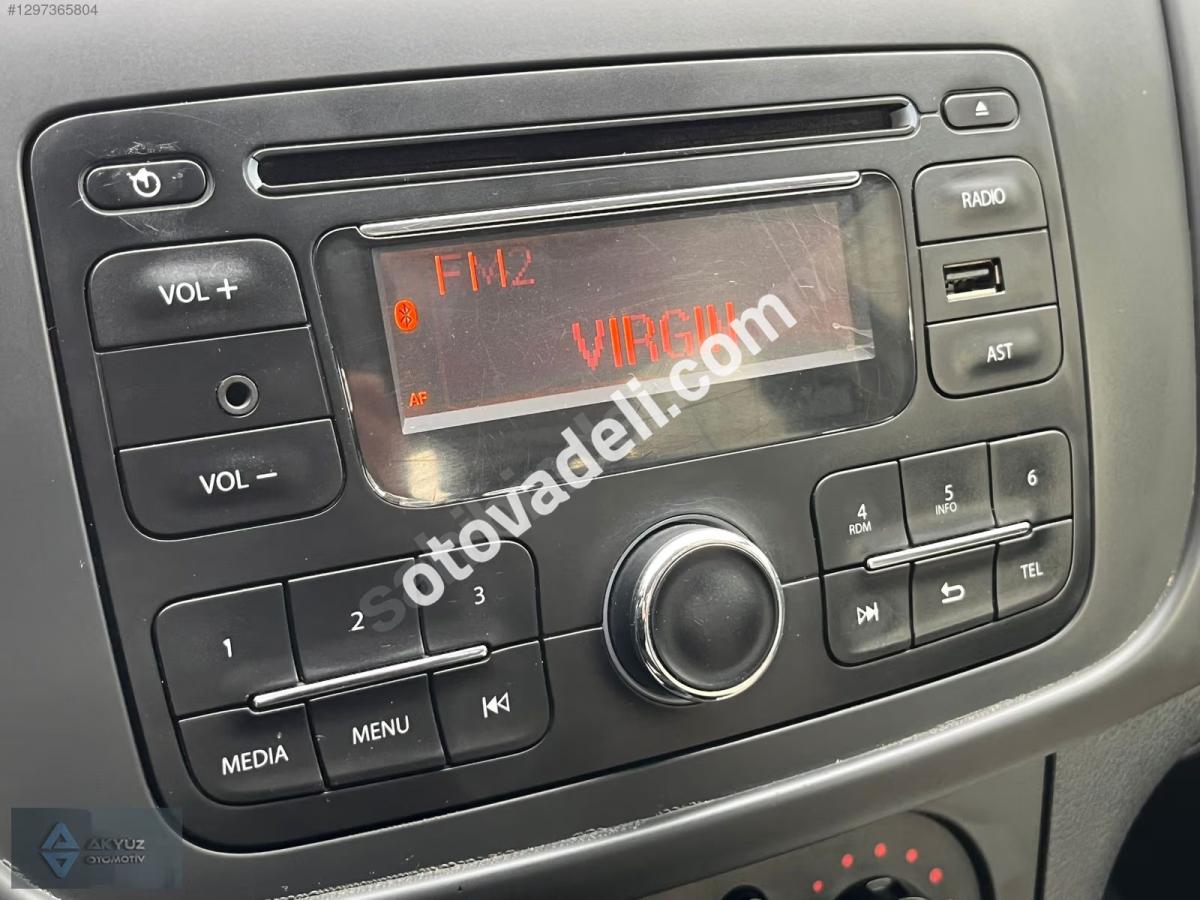 #1297365804
RADIO
VOL +
FM2
VIRGIN
AST
AF
VOL −
otovadeli.com
4
RDM
5
INFO
6
1
2
3
TEL
MEDIA
MENU
AKYÜZ
OTOMOTİV